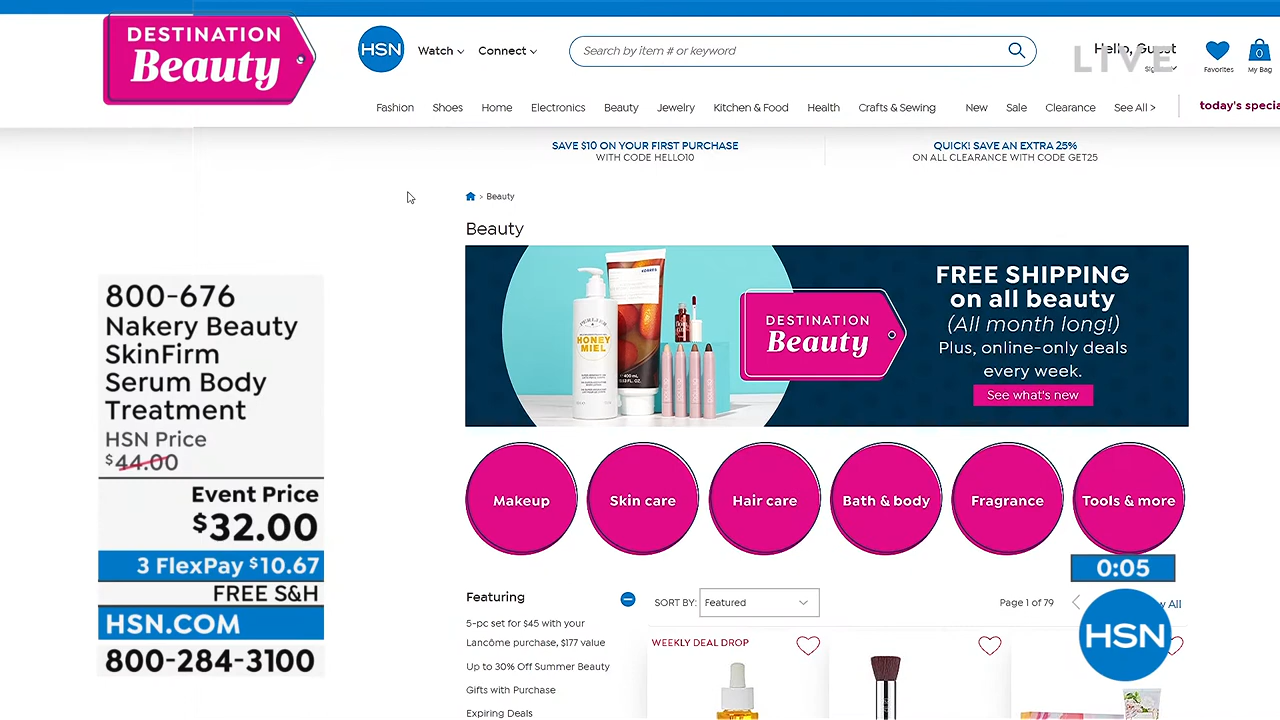 DESTINATION
Beauty
HSN
Watch
Connect
Search by item # or keyword
Hello, Guest
LIVE
Favorites
0
My Bag
Fashion
Shoes
Home
Electronics
Beauty
Jewelry
Kitchen & Food
Health
Crafts & Sewing
New
Sale
Clearance
See All >
today's specia
SAVE $10 ON YOUR FIRST PURCHASE
WITH CODE HELLO10
QUICK! SAVE AN EXTRA 25%
ON ALL CLEARANCE WITH CODE GET25
> Beauty
Beauty
HONEY
MIEL
KORRES
DESTINATION
Beauty
FREE SHIPPING
on all beauty
(All month long!)
Plus, online-only deals
every week.
See what's new
800-676
Nakery Beauty
SkinFirm
Serum Body
Treatment
HSN Price
$44.00
Event Price
$32.00
3 FlexPay $10.67
FREE S&H
HSN.COM
800-284-3100
Makeup
Skin care
Hair care
Bath & body
Fragrance
Tools & more
0:05
HSN
Featuring
5-pc set for $45 with your
Lancôme purchase, $177 value
Up to 30% Off Summer Beauty
Gifts with Purchase
Expiring Deals
SORT BY:
Featured
Page 1 of 79
All
WEEKLY DEAL DROP